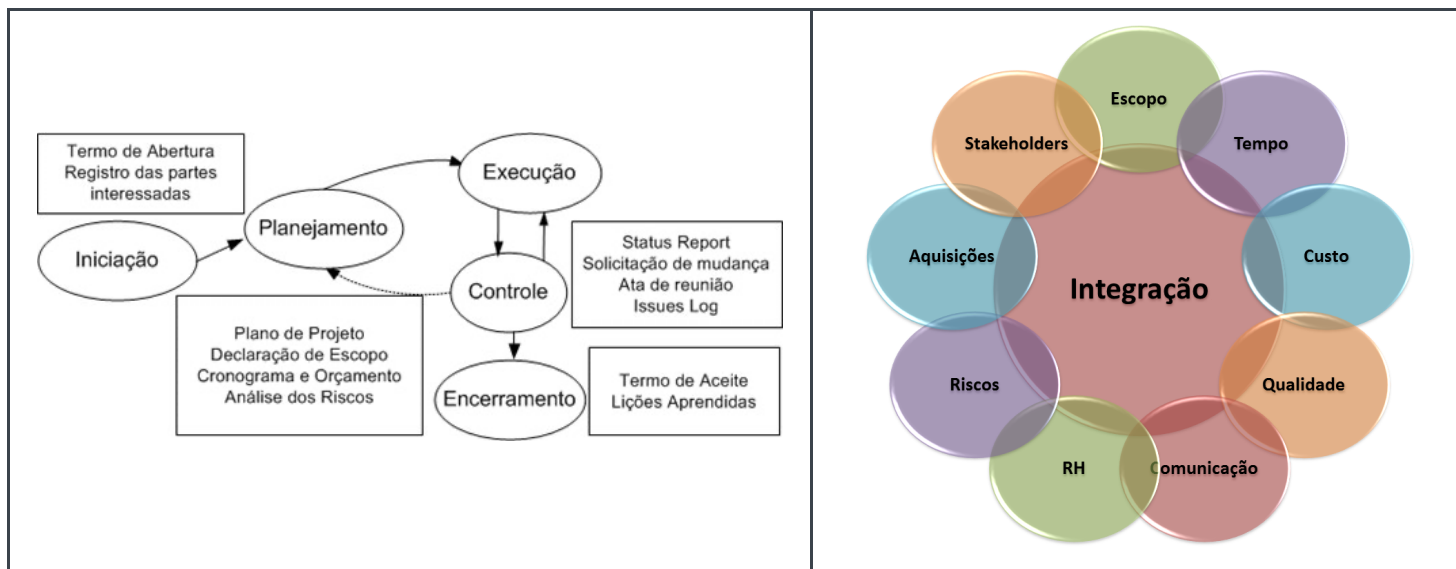 Termo de Abertura
Registro das partes
interessadas
Iniciação
Planejamento
Execução
Controle
Encerramento
Status Report
Solicitação de mudança
Ata de reunião
Issues Log
Plano de Projeto
Declaração de Escopo
Cronograma e Orçamento
Análise dos Riscos
Termo de Aceite
Lições Aprendidas
Escopo
Tempo
Custo
Qualidade
Comunicação
RH
Riscos
Aquisições
Stakeholders
Integração